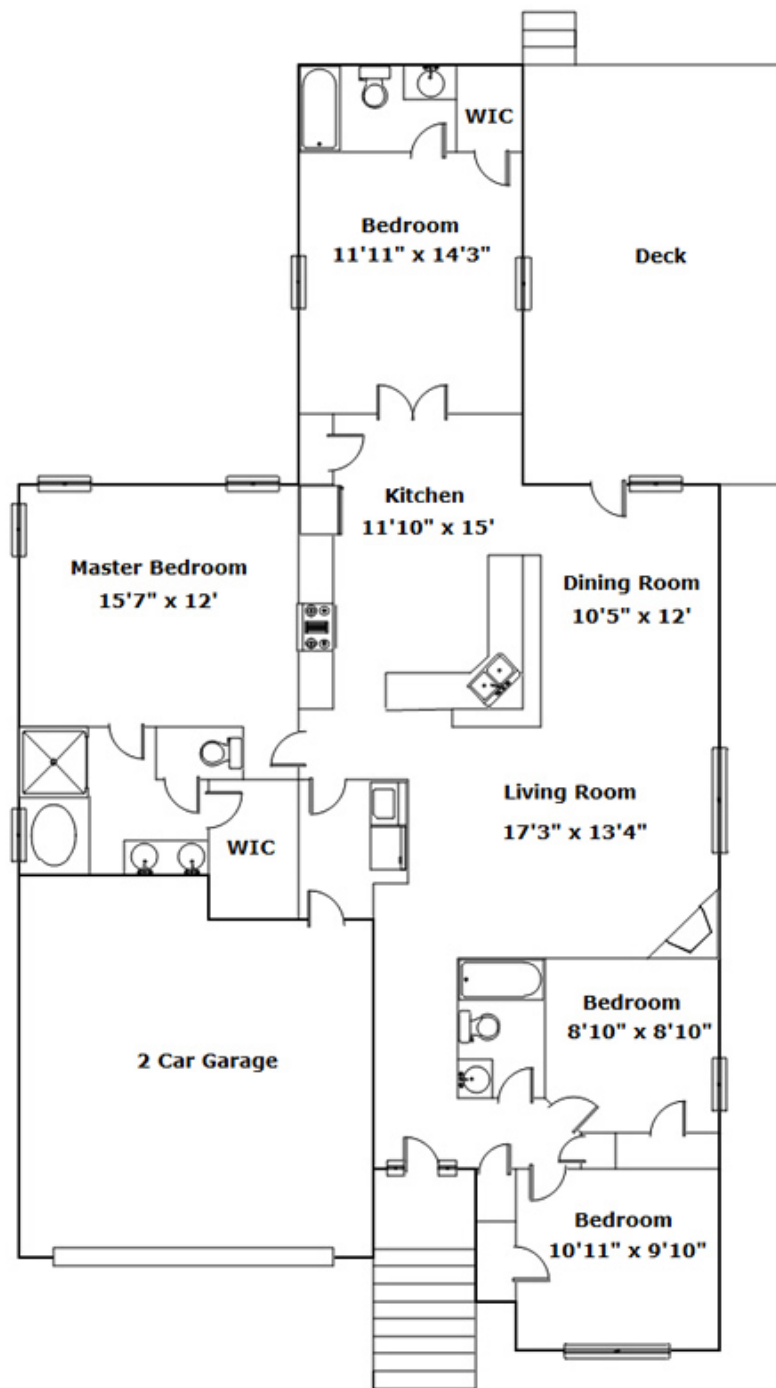 WIC
Bedroom
11'11" x 14'3"
Deck
Kitchen
11'10" x 15'
Master Bedroom
15'7" x 12'
Dining Room
10'5" x 12'
Living Room
17'3" x 13'4"
WIC
Bedroom
8'10" x 8'10"
2 Car Garage
Bedroom
10'11" x 9'10"